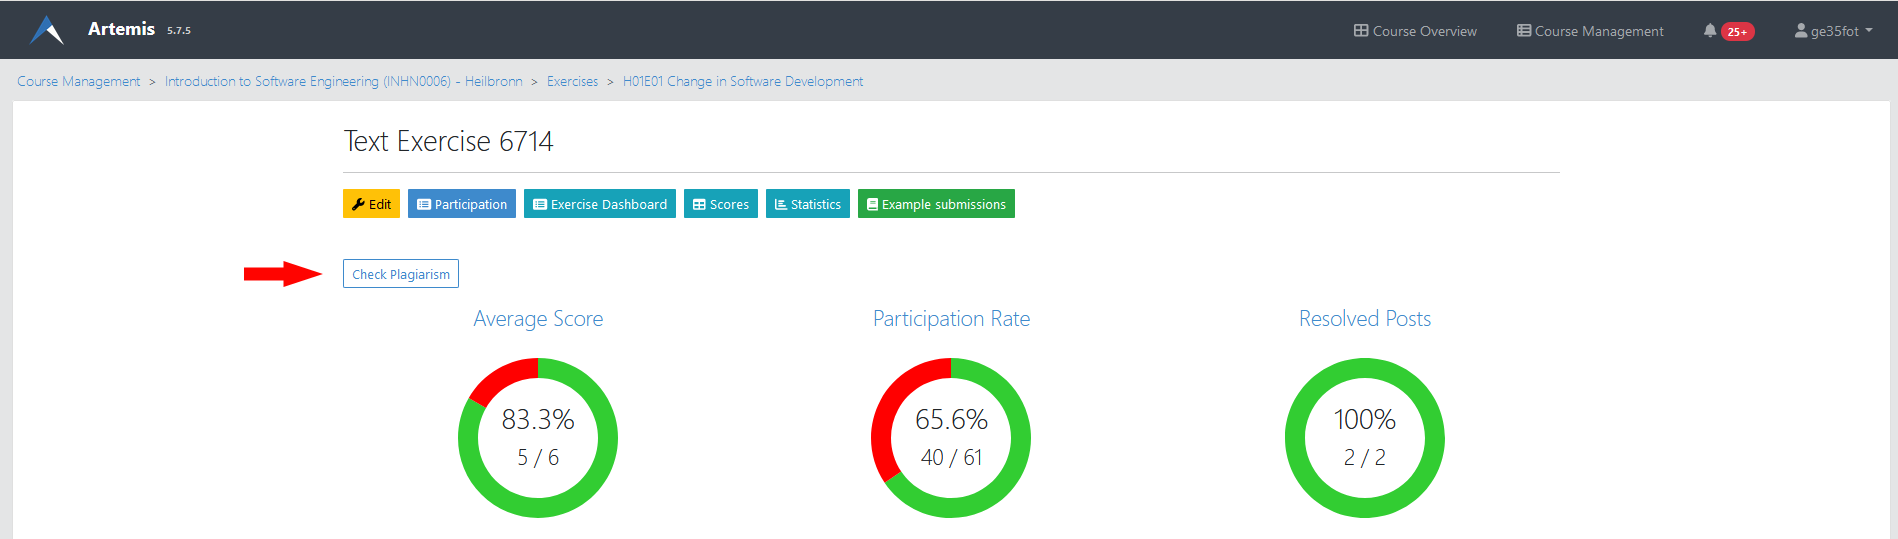 Artemis 5.7.5 Course Overview Course Management 25+ ge35fot
Course Management > Introduction to Software Engineering (INHN0006) - Heilbronn > Exercises > H01E01 Change in Software Development
Text Exercise 6714
Edit Participation Exercise Dashboard Scores Statistics Example submissions
Check Plagiarism
Average Score Participation Rate Resolved Posts
83.3% 65.6% 100%
5 / 6 40 / 61 2 / 2